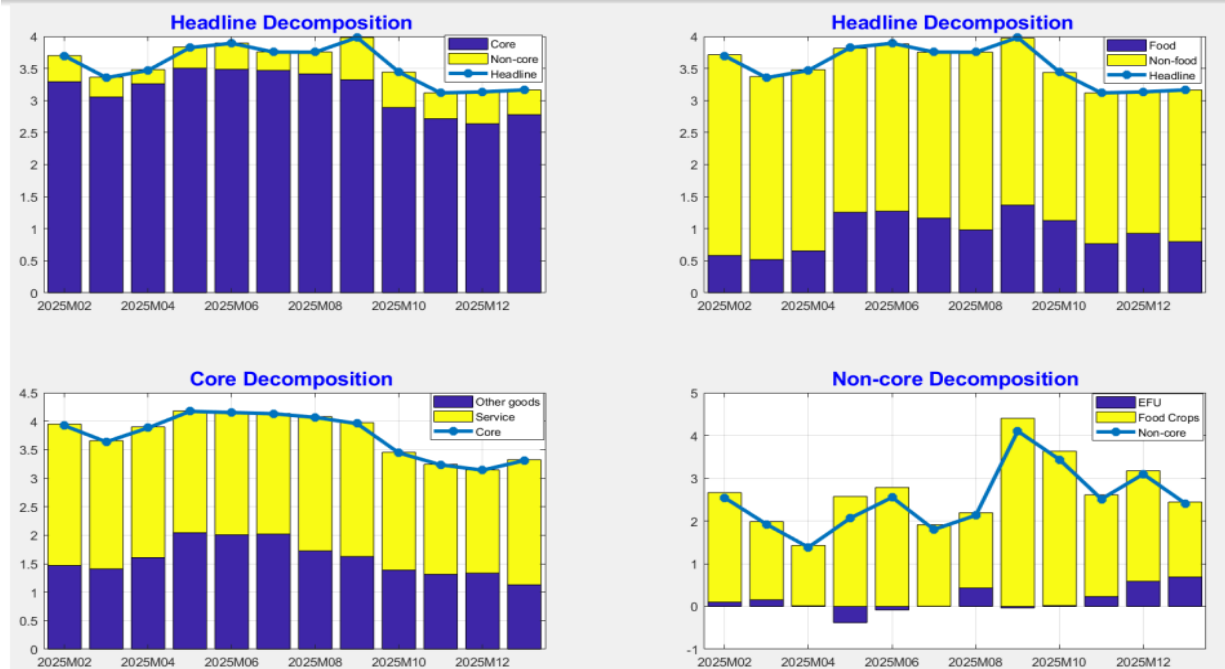 Headline Decomposition
4
3.5
3
2.5
2
1.5
1
0.5
0
Core
Non-core
Headline
2025M02
2025M04
2025M06
2025M08
2025M10
2025M12
Headline Decomposition
4
3.5
3
2.5
2
1.5
1
0.5
0
Food
Non-food
Headline
2025M02
2025M04
2025M06
2025M08
2025M10
2025M12
Core Decomposition
4.5
4
3.5
3
2.5
2
1.5
1
0.5
0
Other goods
Service
Core
2025M02
2025M04
2025M06
2025M08
2025M10
2025M12
Non-core Decomposition
5
4
3
2
1
0
-1
EFU
Food Crops
Non-core
2025M02
2025M04
2025M06
2025M08
2025M10
2025M12